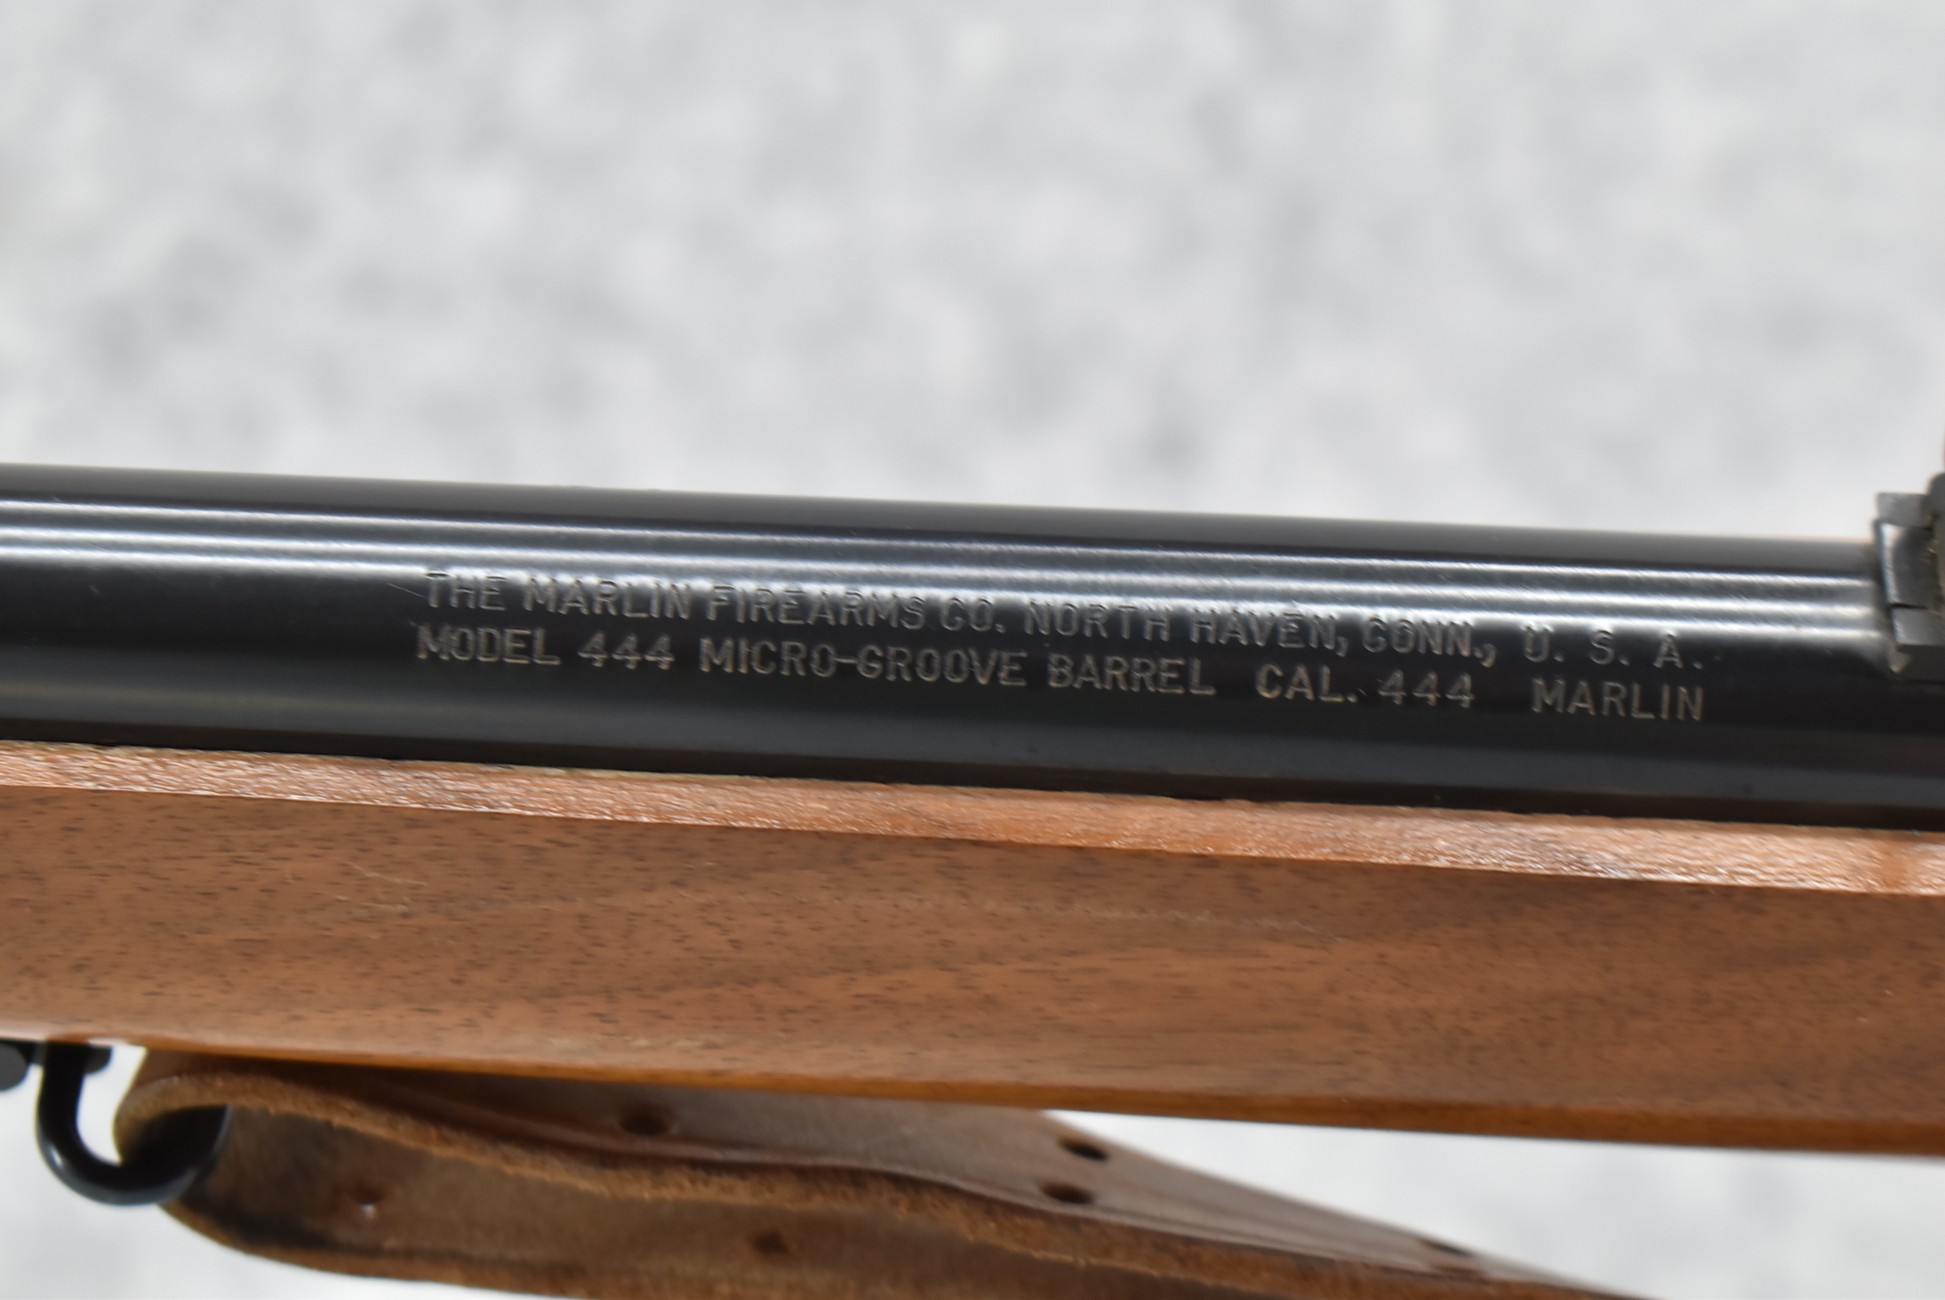 THE MARLIN FIREARMS CO. NORTH HAVEN, CONN., U. S. A.
MODEL 444 MICRO-GROOVE BARREL CAL. 444 MARLIN